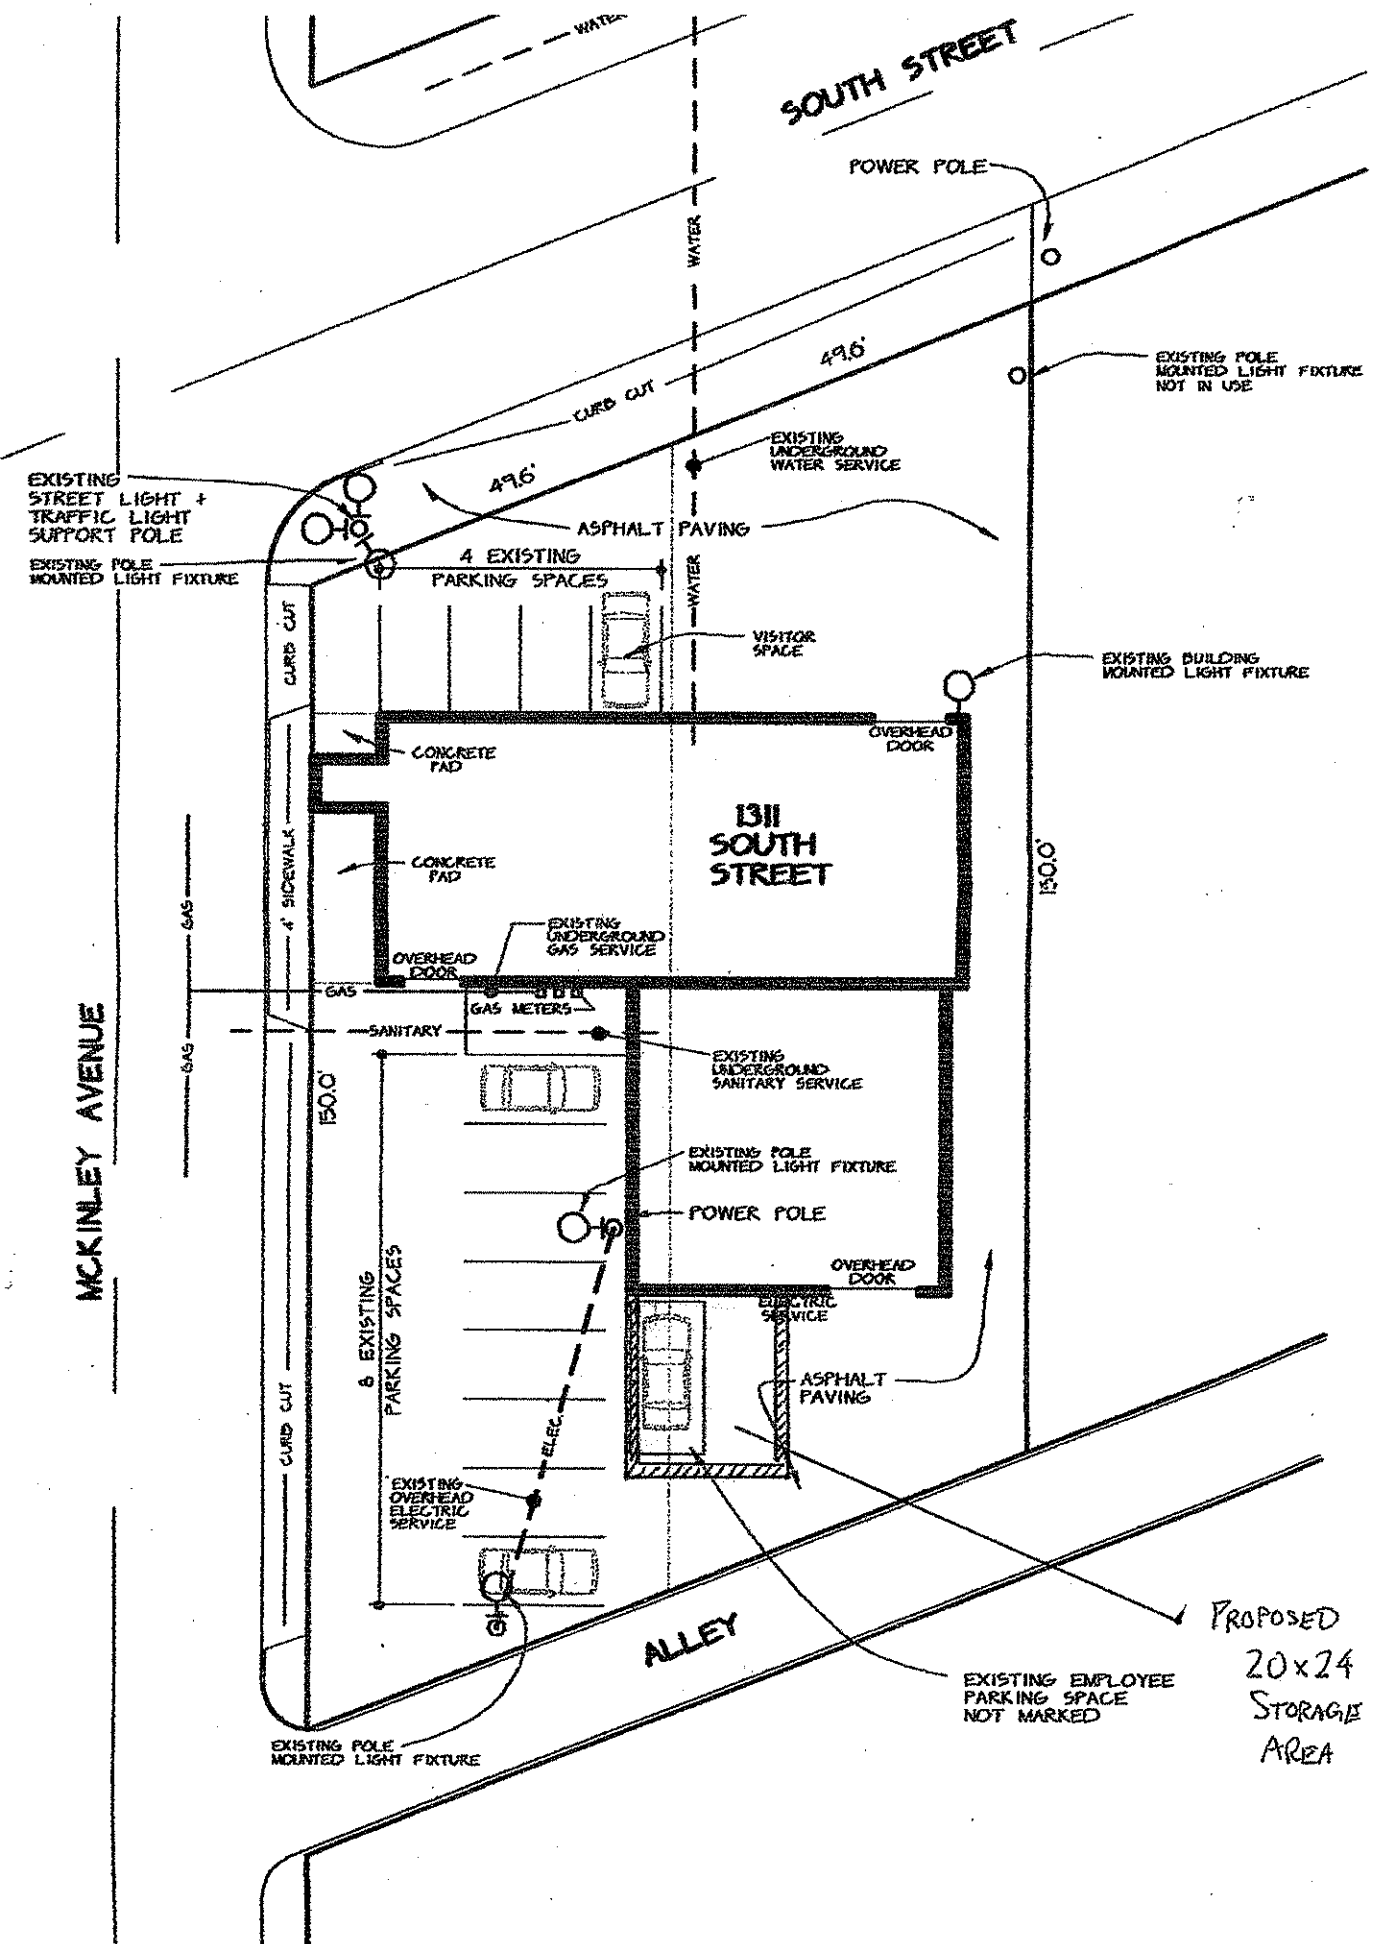 WATER
SOUTH STREET
POWER POLE
WATER
EXISTING POLE
MOUNTED LIGHT FIXTURE
NOT IN USE
49.6'
CURB CUT
EXISTING
UNDERGROUND
WATER SERVICE
49.6'
EXISTING
STREET LIGHT +
TRAFFIC LIGHT
SUPPORT POLE
ASPHALT PAVING
EXISTING POLE
MOUNTED LIGHT FIXTURE
4 EXISTING
PARKING SPACES
WATER
CURB CUT
VISITOR
SPACE
EXISTING BUILDING
MOUNTED LIGHT FIXTURE
OVERHEAD
DOOR
CONCRETE
PAD
1311
SOUTH
STREET
CONCRETE
PAD
4' SIDEWALK
150.0'
GAS
EXISTING
UNDERGROUND
GAS SERVICE
OVERHEAD
DOOR
GAS
GAS METERS
SANITARY
GAS
EXISTING
UNDERGROUND
SANITARY SERVICE
150.0'
MCKINLEY AVENUE
EXISTING POLE
MOUNTED LIGHT FIXTURE
POWER POLE
8 EXISTING
PARKING SPACES
OVERHEAD
DOOR
ELECTRIC
SERVICE
ASPHALT
PAVING
CURB CUT
ELEC.
EXISTING
OVERHEAD
ELECTRIC
SERVICE
ALLEY
PROPOSED
20x24
STORAGE
AREA
EXISTING EMPLOYEE
PARKING SPACE
NOT MARKED
EXISTING POLE
MOUNTED LIGHT FIXTURE